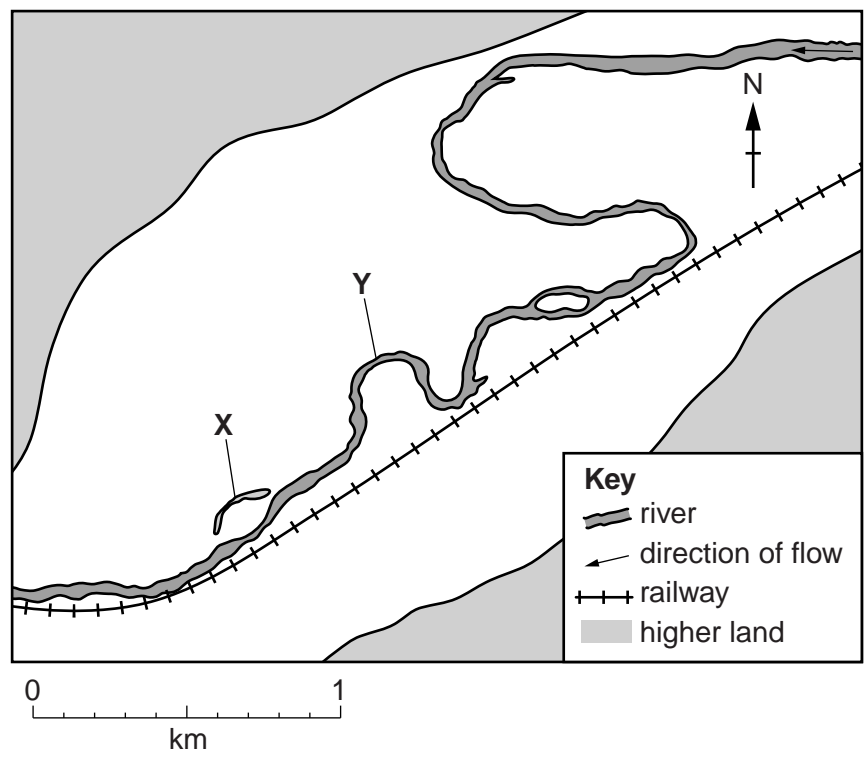 N
Y
X
Key
river
direction of flow
railway
higher land
0 1
km